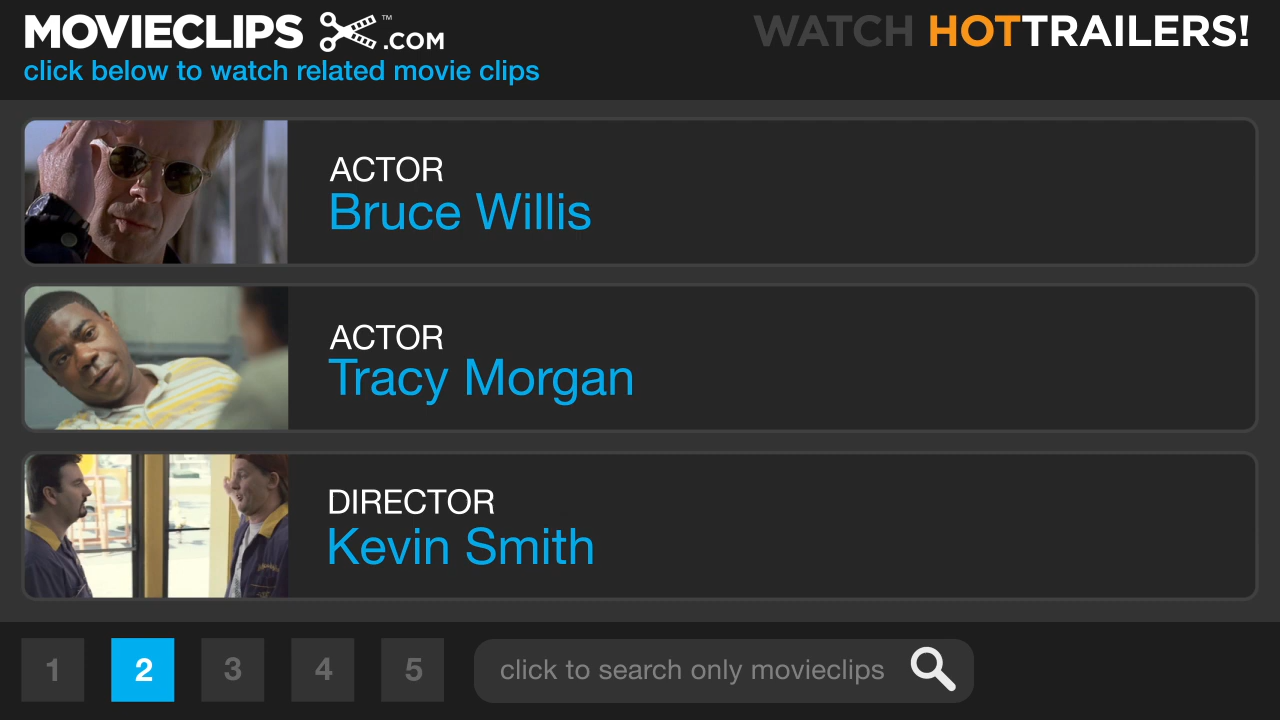 MOVIECLIPS ™ .COM
WATCH HOTTRAILERS!
click below to watch related movie clips
ACTOR
Bruce Willis
ACTOR
Tracy Morgan
DIRECTOR
Kevin Smith
1 2 3 4 5
click to search only movieclips